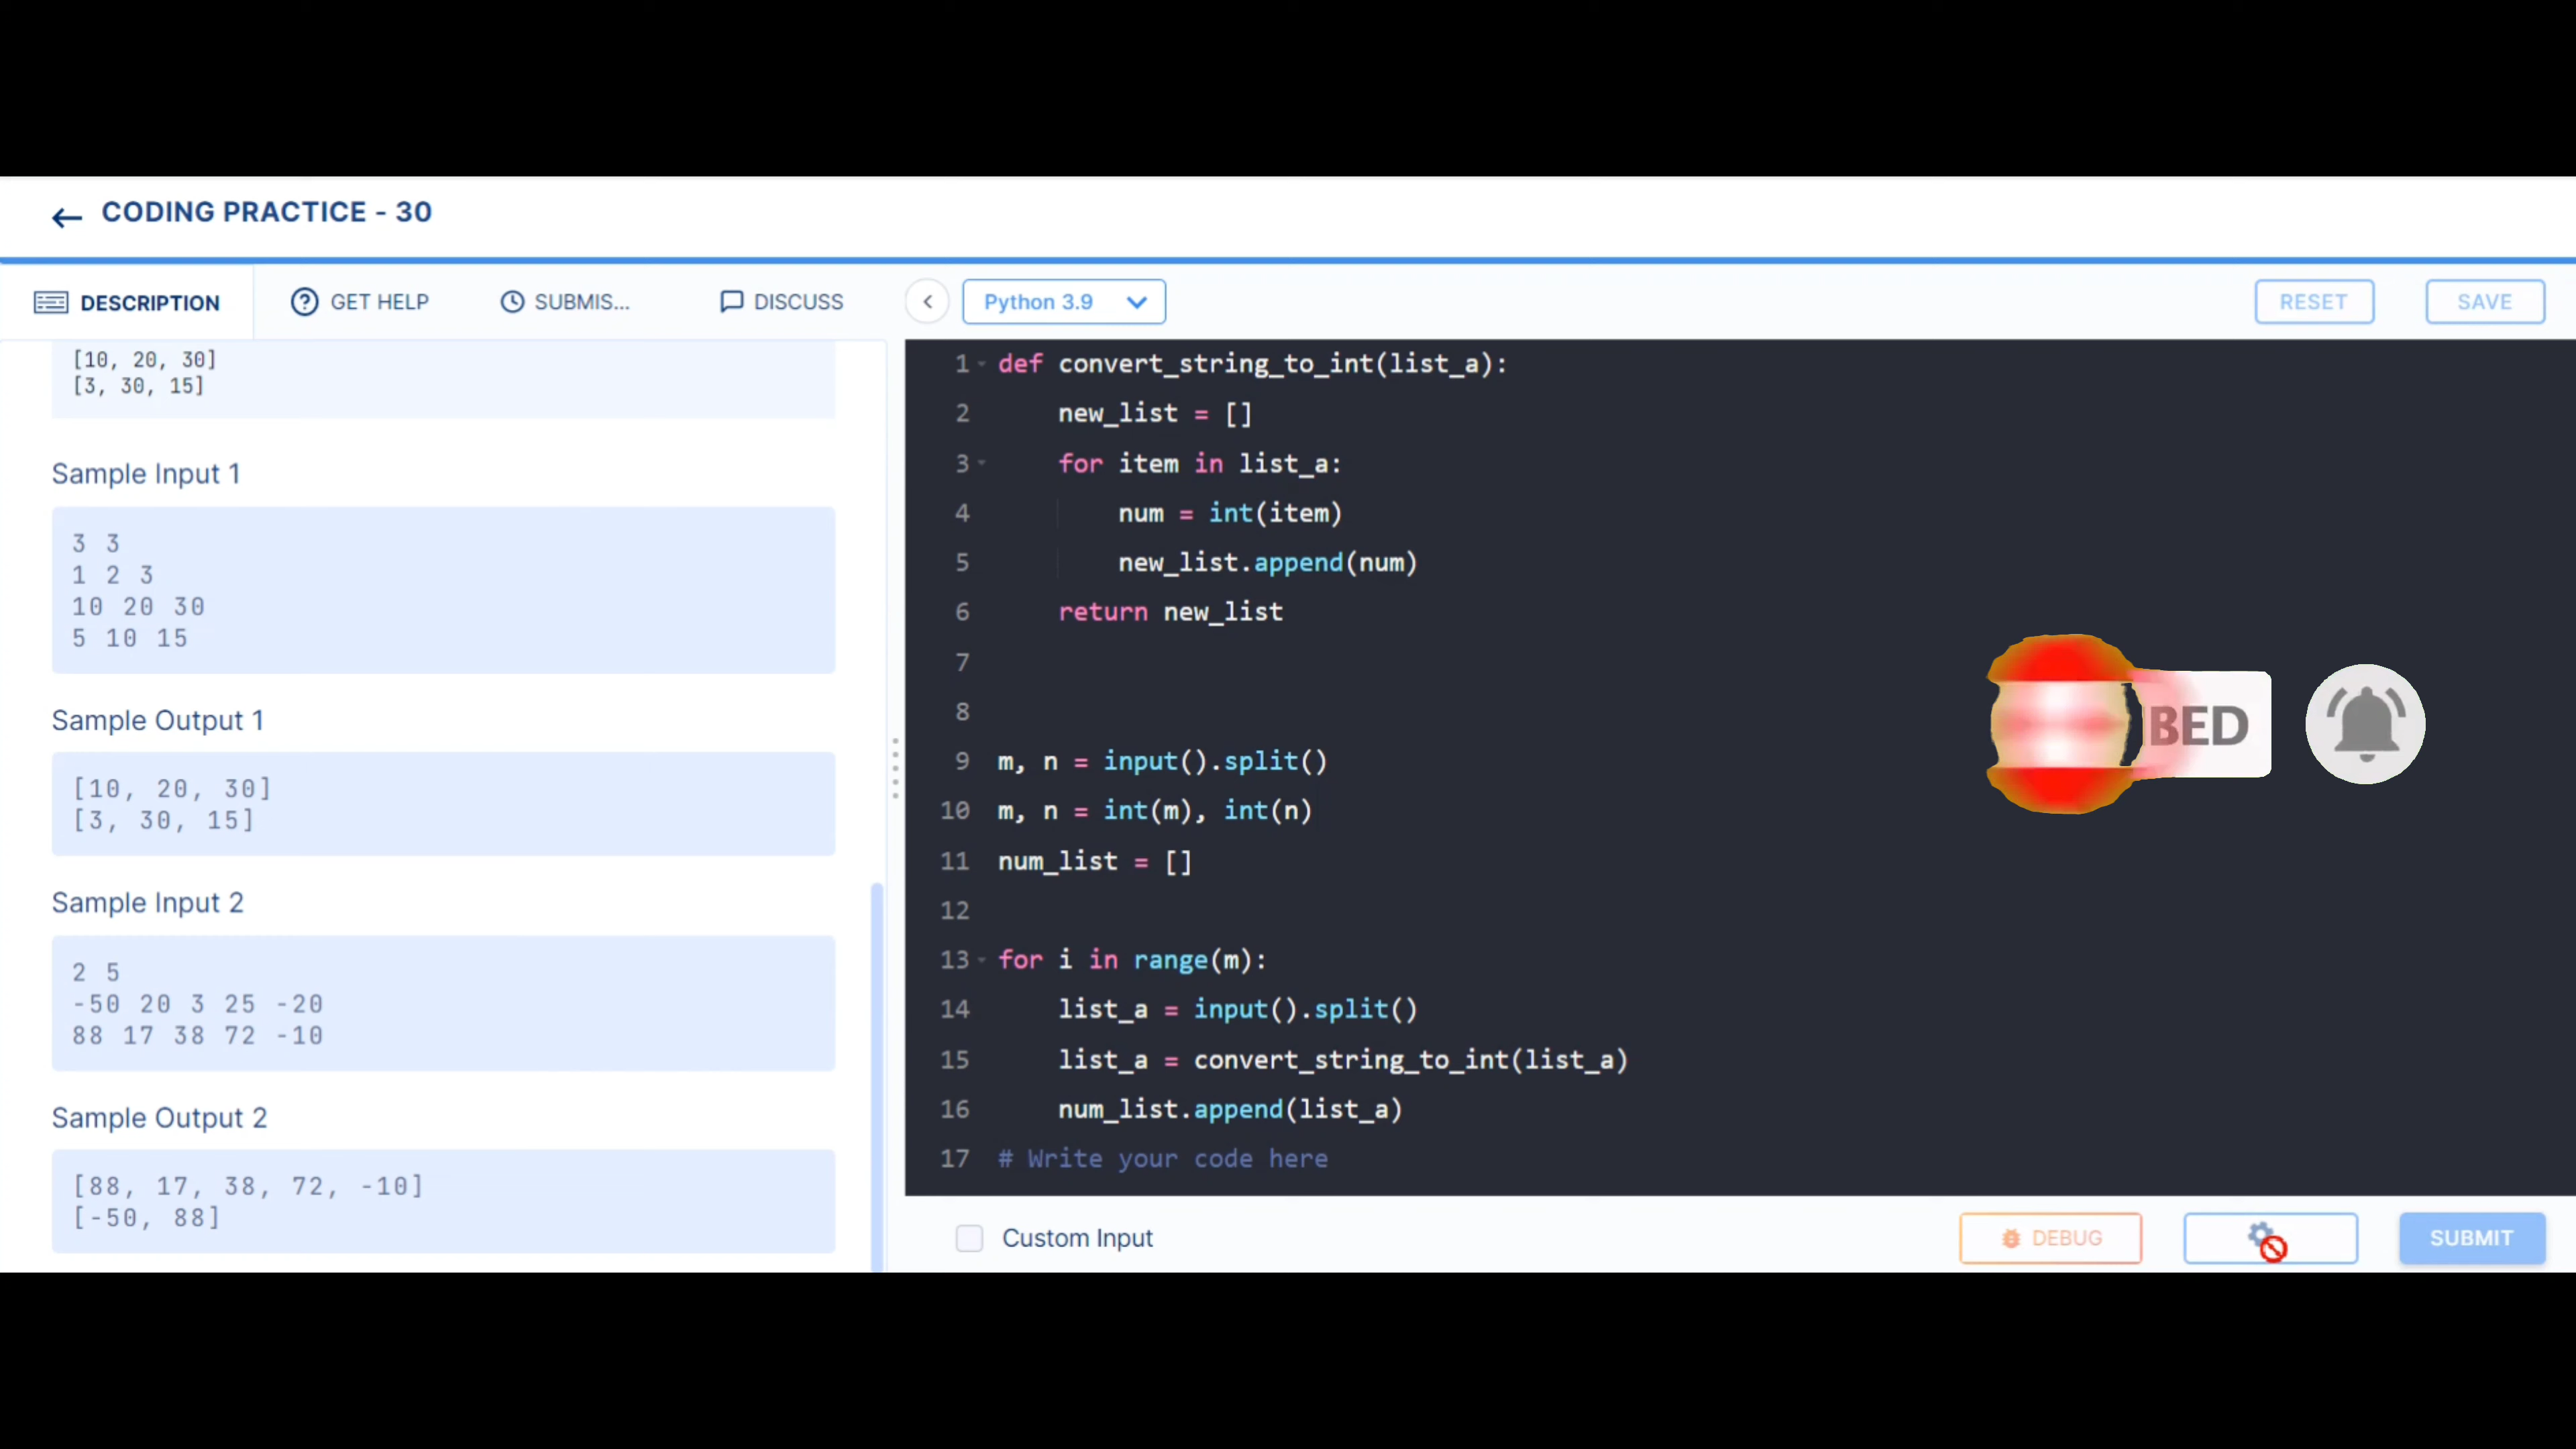 CODING PRACTICE - 30
DESCRIPTION
GET HELP
SUBMIS...
DISCUSS
Python 3.9
RESET
SAVE
[10, 20, 30]
[3, 30, 15]
Sample Input 1
3 3
1 2 3
10 20 30
5 10 15
Sample Output 1
[10, 20, 30]
[3, 30, 15]
Sample Input 2
2 5
-50 20 3 25 -20
88 17 38 72 -10
Sample Output 2
[88, 17, 38, 72, -10]
[-50, 88]
1 def convert_string_to_int(list_a):
2 new_list = []
3 for item in list_a:
4 num = int(item)
5 new_list.append(num)
6 return new_list
7
8
9 m, n = input().split()
10 m, n = int(m), int(n)
11 num_list = []
12
13 for i in range(m):
14 list_a = input().split()
15 list_a = convert_string_to_int(list_a)
16 num_list.append(list_a)
17 # Write your code here
BED
Custom Input
DEBUG
SUBMIT